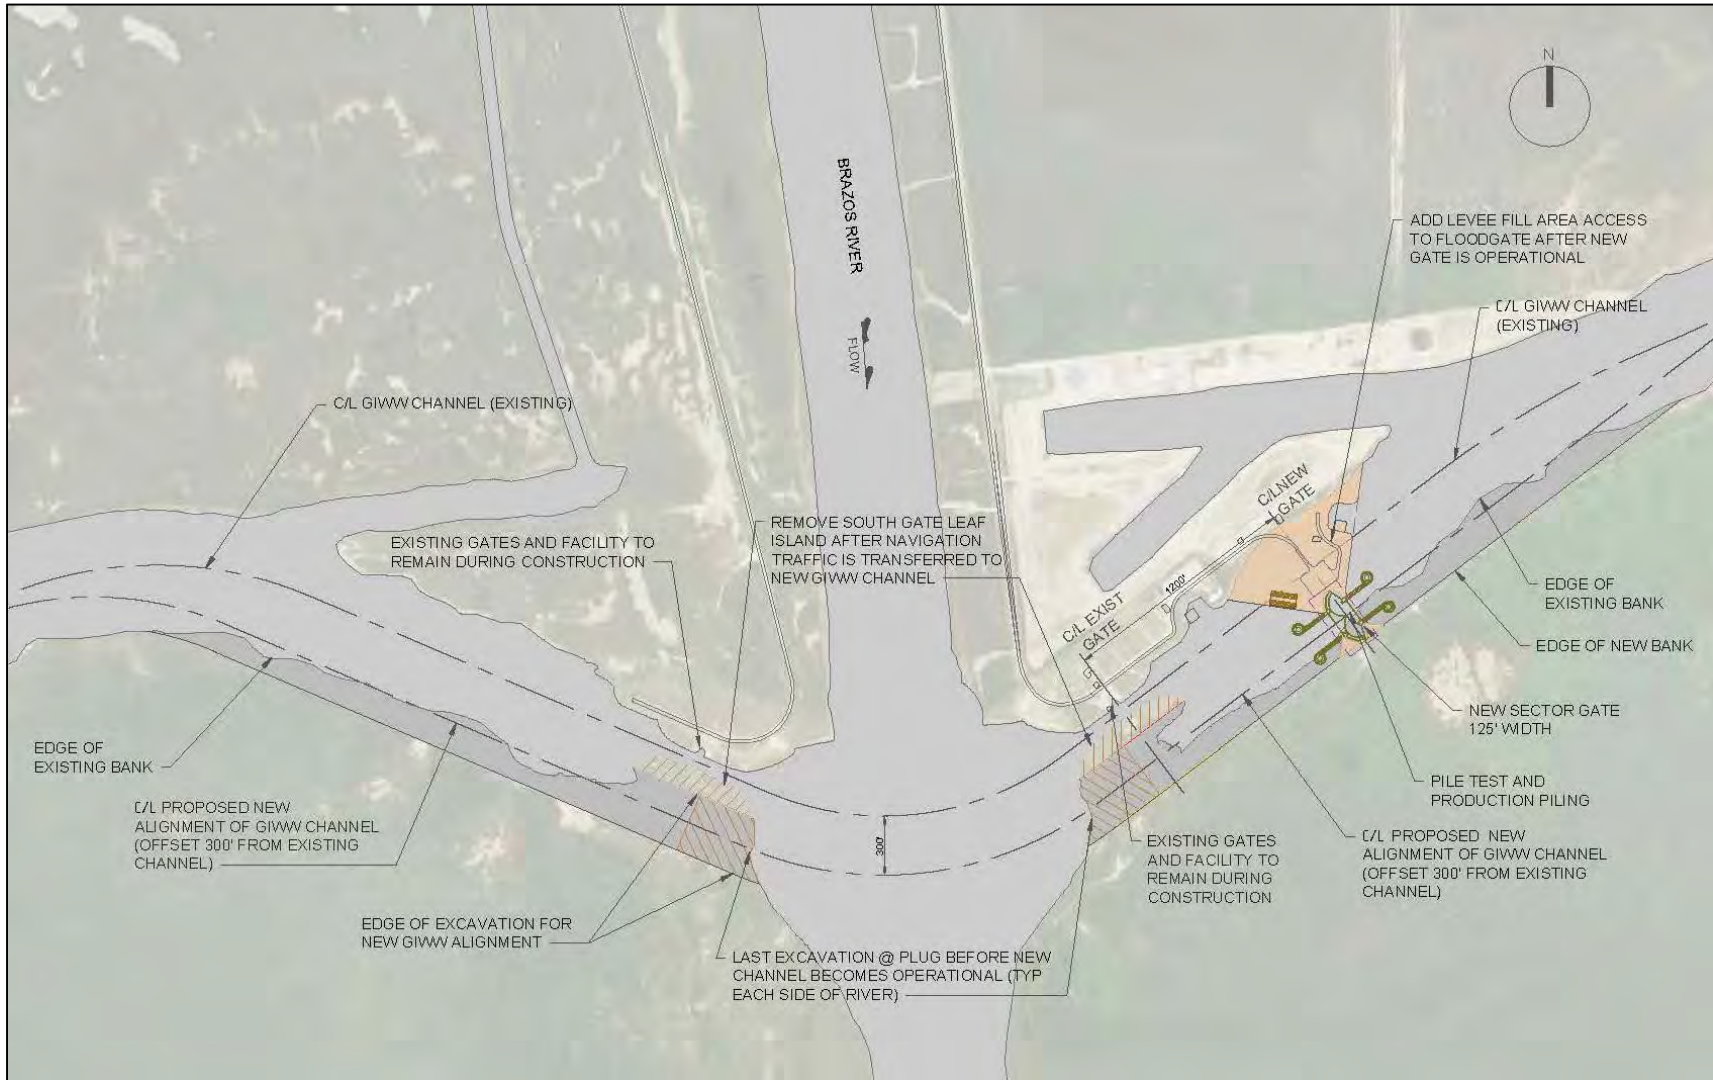 N
BRAZOS RIVER
FLOW
ADD LEVEE FILL AREA ACCESS
TO FLOODGATE AFTER NEW
GATE IS OPERATIONAL
C/L GIWW CHANNEL
(EXISTING)
C/L GIWW CHANNEL (EXISTING)
C/L NEW
GATE
REMOVE SOUTH GATE LEAF
ISLAND AFTER NAVIGATION
TRAFFIC IS TRANSFERRED TO
NEW GIWW CHANNEL
EXISTING GATES AND FACILITY TO
REMAIN DURING CONSTRUCTION
1200'
C/L EXIST
GATE
EDGE OF
EXISTING BANK
EDGE OF NEW BANK
NEW SECTOR GATE
125' WIDTH
EDGE OF
EXISTING BANK
PILE TEST AND
PRODUCTION PILING
C/L PROPOSED NEW
ALIGNMENT OF GIWW CHANNEL
(OFFSET 300' FROM EXISTING
CHANNEL)
300'
EXISTING GATES
AND FACILITY TO
REMAIN DURING
CONSTRUCTION
C/L PROPOSED NEW
ALIGNMENT OF GIWW CHANNEL
(OFFSET 300' FROM EXISTING
CHANNEL)
EDGE OF EXCAVATION FOR
NEW GIWW ALIGNMENT
LAST EXCAVATION @ PLUG BEFORE NEW
CHANNEL BECOMES OPERATIONAL (TYP
EACH SIDE OF RIVER)